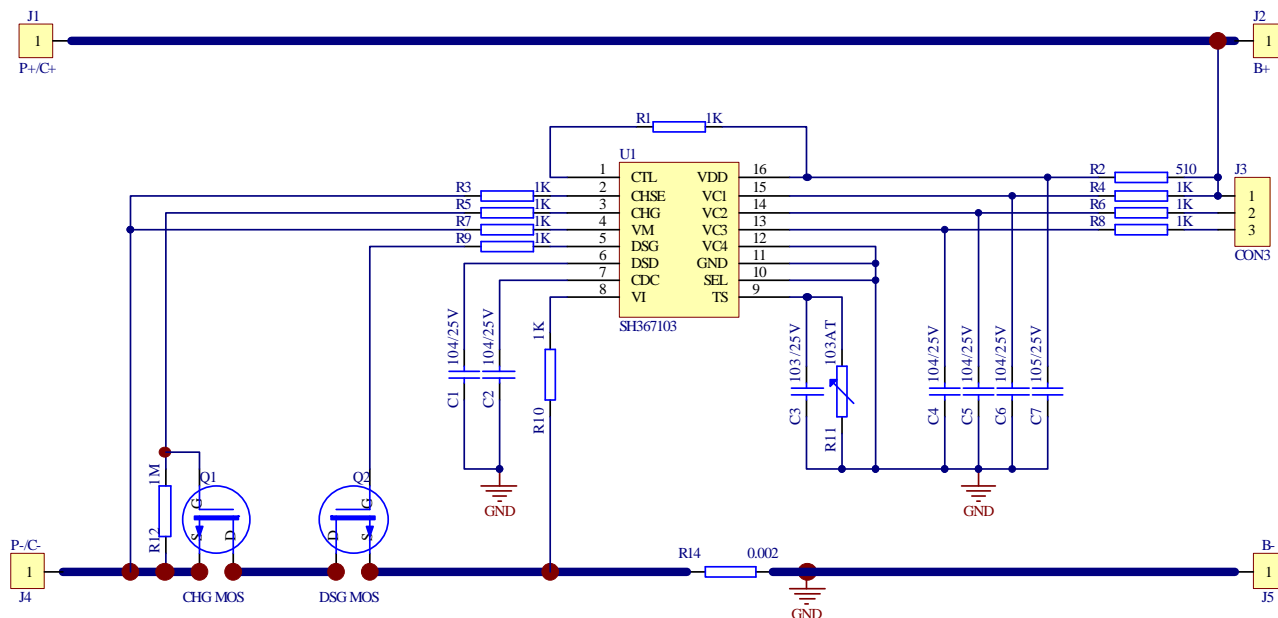 J1
J2
1
1
P+/C+
B+
R1
1K
U1
1
CTL
VDD
16
R2
510
J3
2
CHSE
VC1
15
R3
1K
R4
1K
1
3
CHG
VC2
14
R5
1K
R6
1K
2
4
VM
VC3
13
R7
1K
R8
1K
3
5
DSG
VC4
12
R9
1K
CON3
6
DSD
GND
11
7
CDC
SEL
10
8
VI
TS
9
SH367103
104/25V
C1
104/25V
C2
1K
R10
103/25V
C3
103AT
R11
104/25V
C4
104/25V
C5
104/25V
C6
105/25V
C7
GND
GND
1M
R12
Q1
G
S
D
Q2
G
D
S
P-/C-
1
J4
CHG MOS
DSG MOS
R14
0.002
GND
B-
1
J5